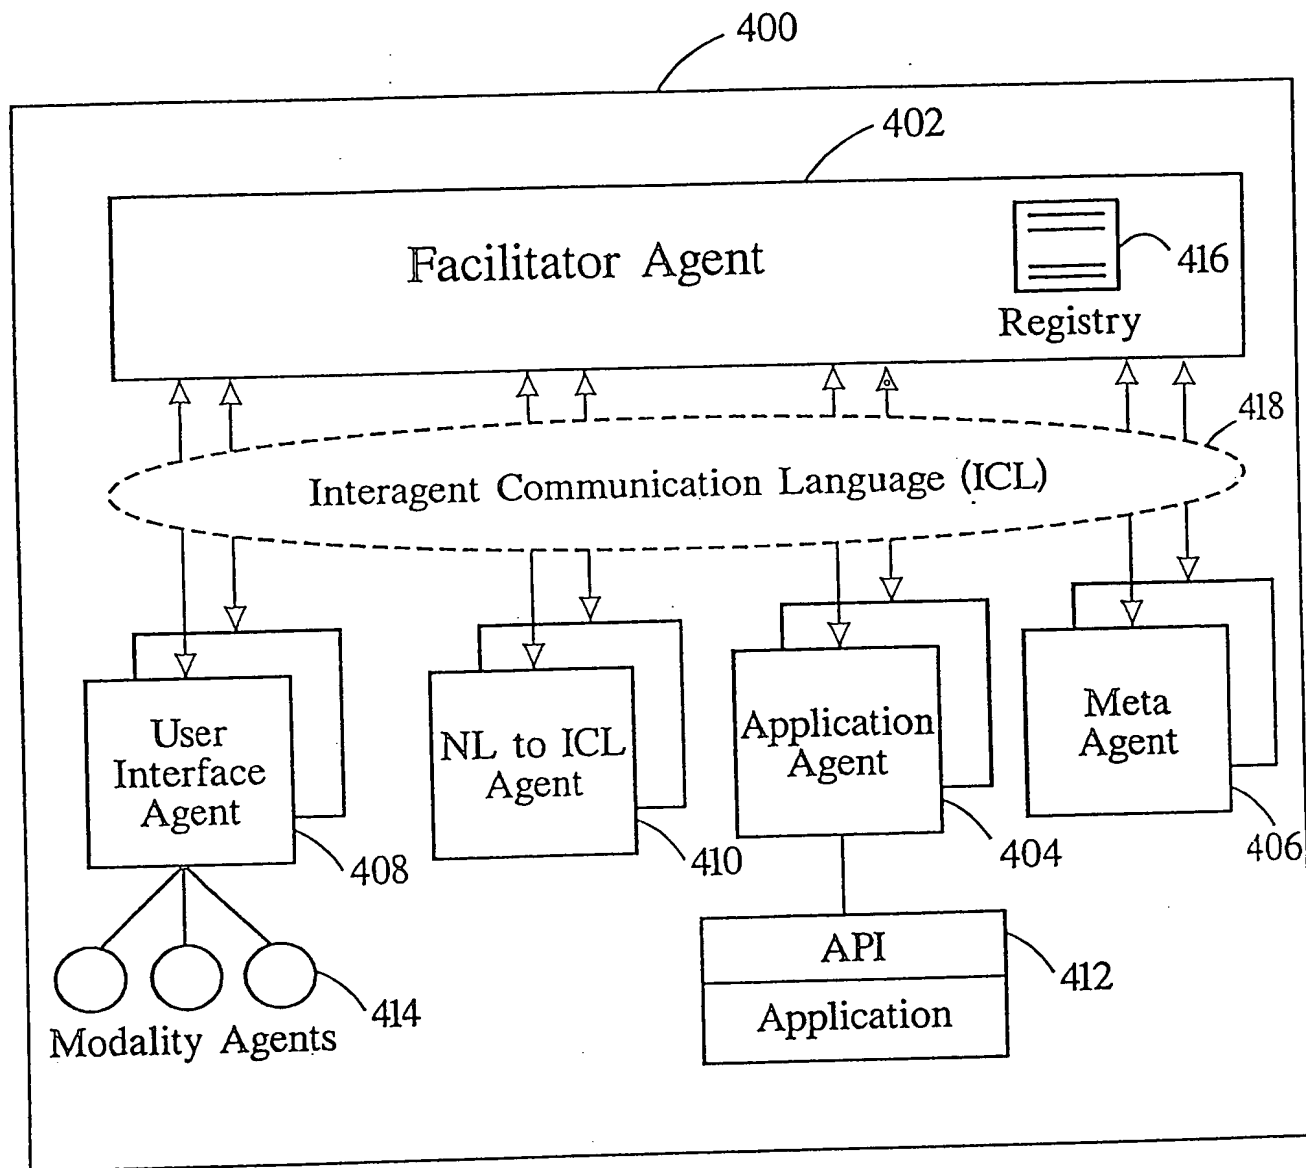 400
402
Facilitator Agent
416
Registry
418
Interagent Communication Language (ICL)
User
Interface
Agent
408
NL to ICL
Agent
410
Application
Agent
404
Meta
Agent
406
API
Application
412
414
Modality Agents